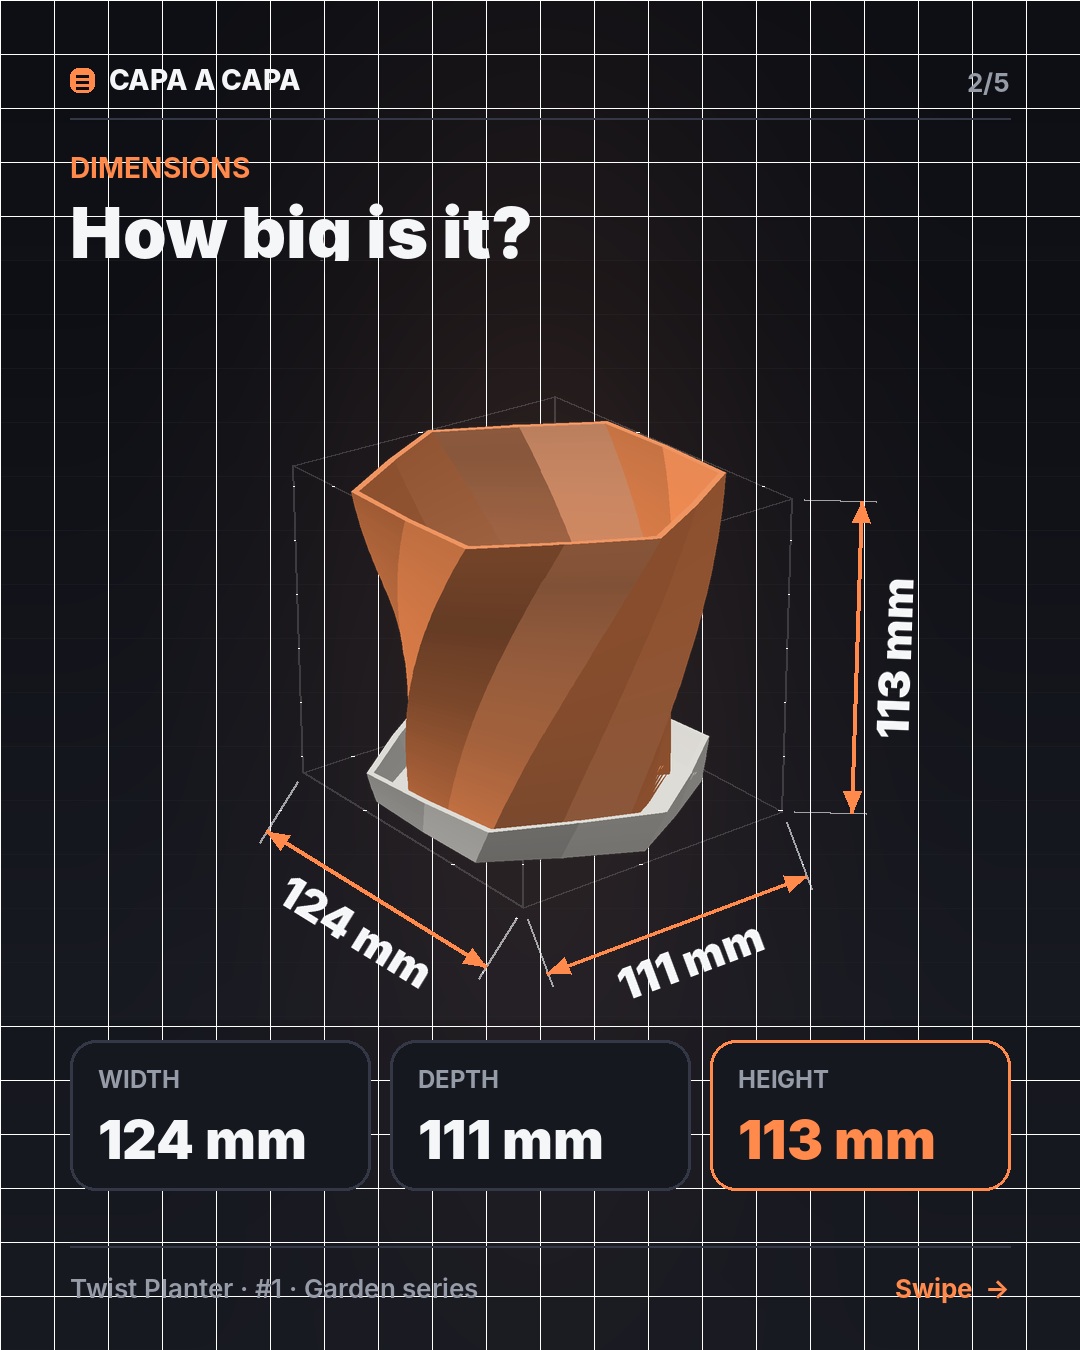 CAPA A CAPA
2/5
DIMENSIONS
How big is it?
113 mm
124 mm
111 mm
WIDTH
DEPTH
HEIGHT
124 mm
111 mm
113 mm
Twist Planter · #1 · Garden series
Swipe →